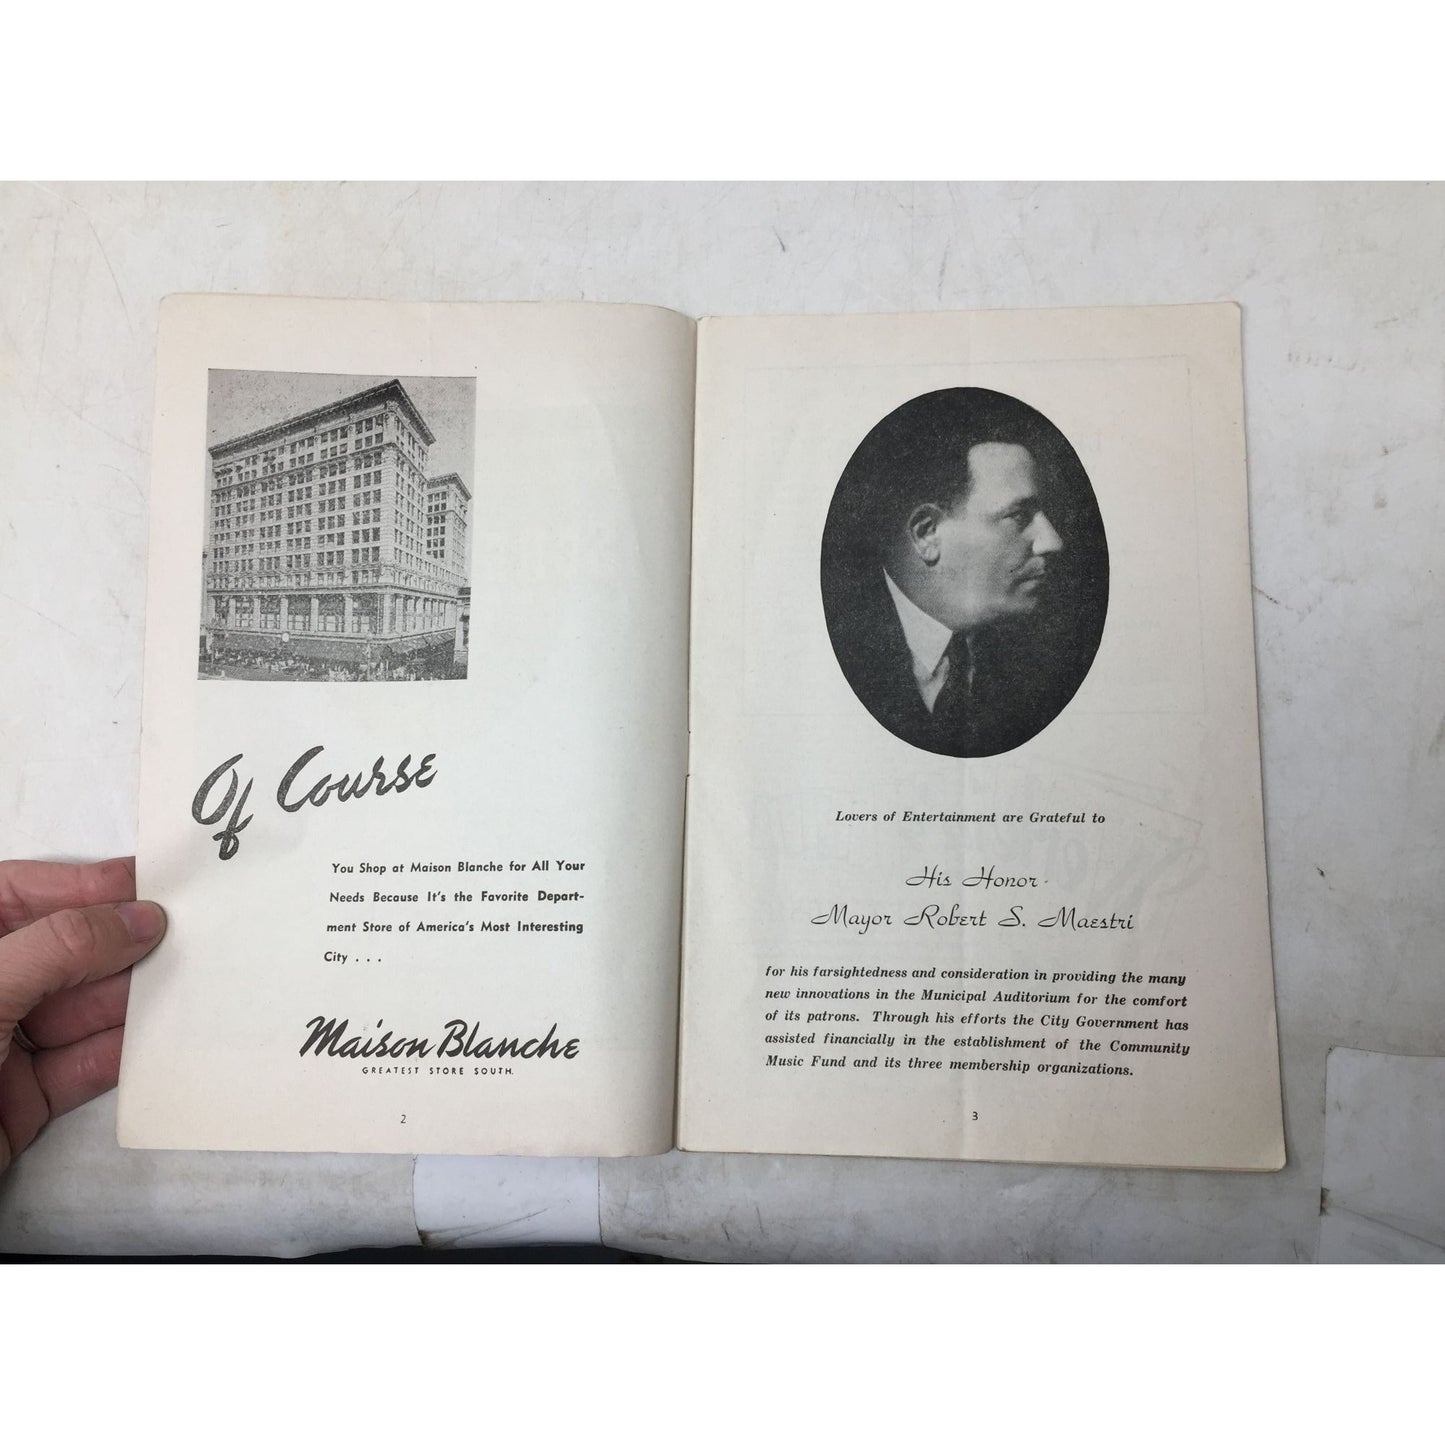 Of Course
You Shop at Maison Blanche for All Your
Needs Because It's the Favorite Depart-
ment Store of America's Most Interesting
City . . .
Maison Blanche
GREATEST STORE SOUTH.
2
Lovers of Entertainment are Grateful to
His Honor
Mayor Robert S. Maestri
for his farsightedness and consideration in providing the many
new innovations in the Municipal Auditorium for the comfort
of its patrons. Through his efforts the City Government has
assisted financially in the establishment of the Community
Music Fund and its three membership organizations.
3